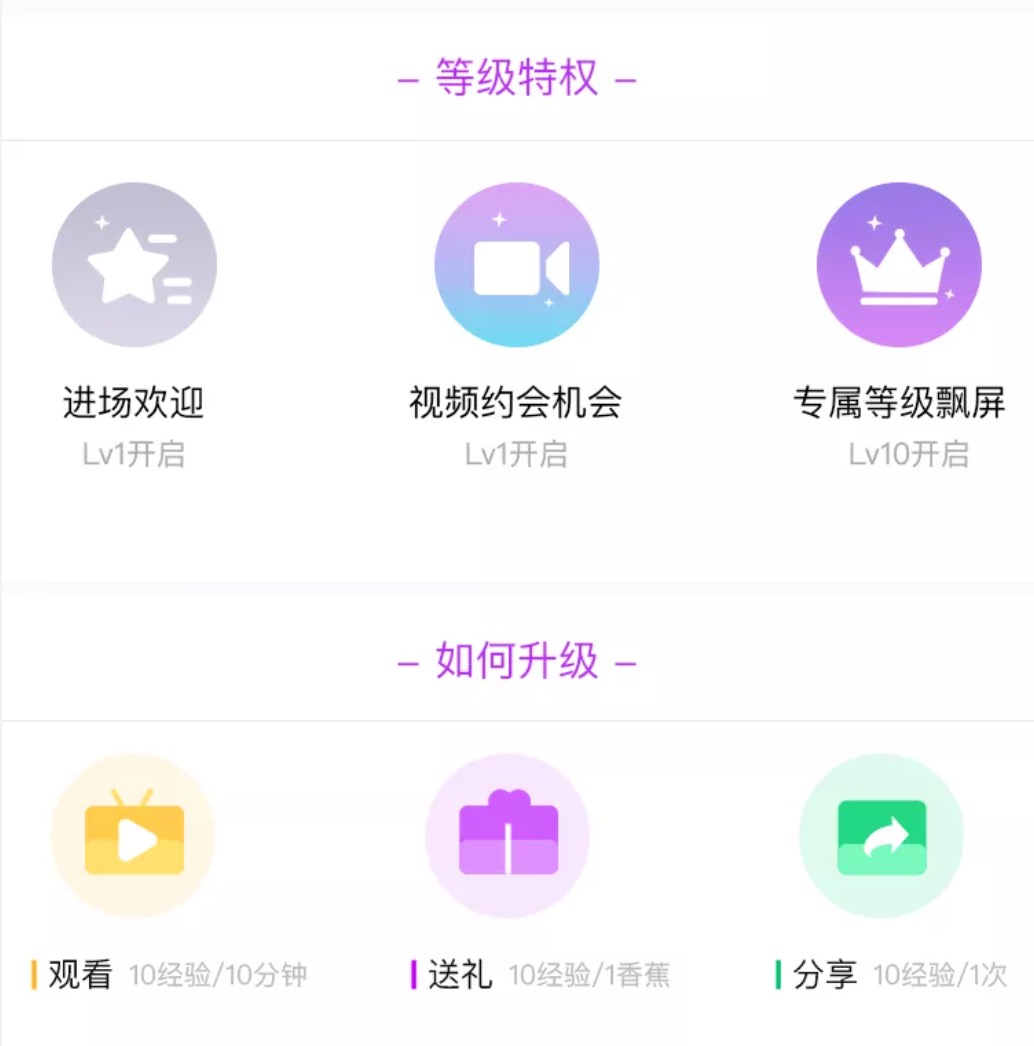 – 等级特权 –
进场欢迎 视频约会机会 专属等级飘屏
Lv1开启 Lv1开启 Lv10开启
– 如何升级 –
观看 10经验/10分钟 送礼 10经验/1香蕉 分享 10经验/1次